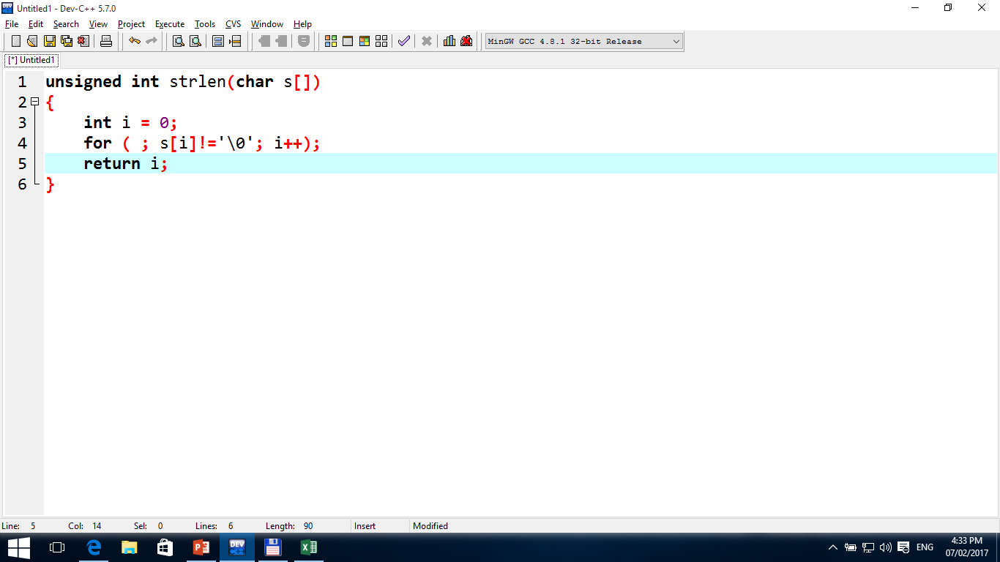 Untitled1 - Dev-C++ 5.7.0
File Edit Search View Project Execute Tools CVS Window Help
MinGW GCC 4.8.1 32-bit Release
[*] Untitled1
1 unsigned int strlen(char s[])
2 {
3     int i = 0;
4     for ( ; s[i]!='\0'; i++);
5     return i;
6 }
Line: 5 Col: 14 Sel: 0 Lines: 6 Length: 90 Insert Modified
DEV
ENG
4:33 PM
07/02/2017